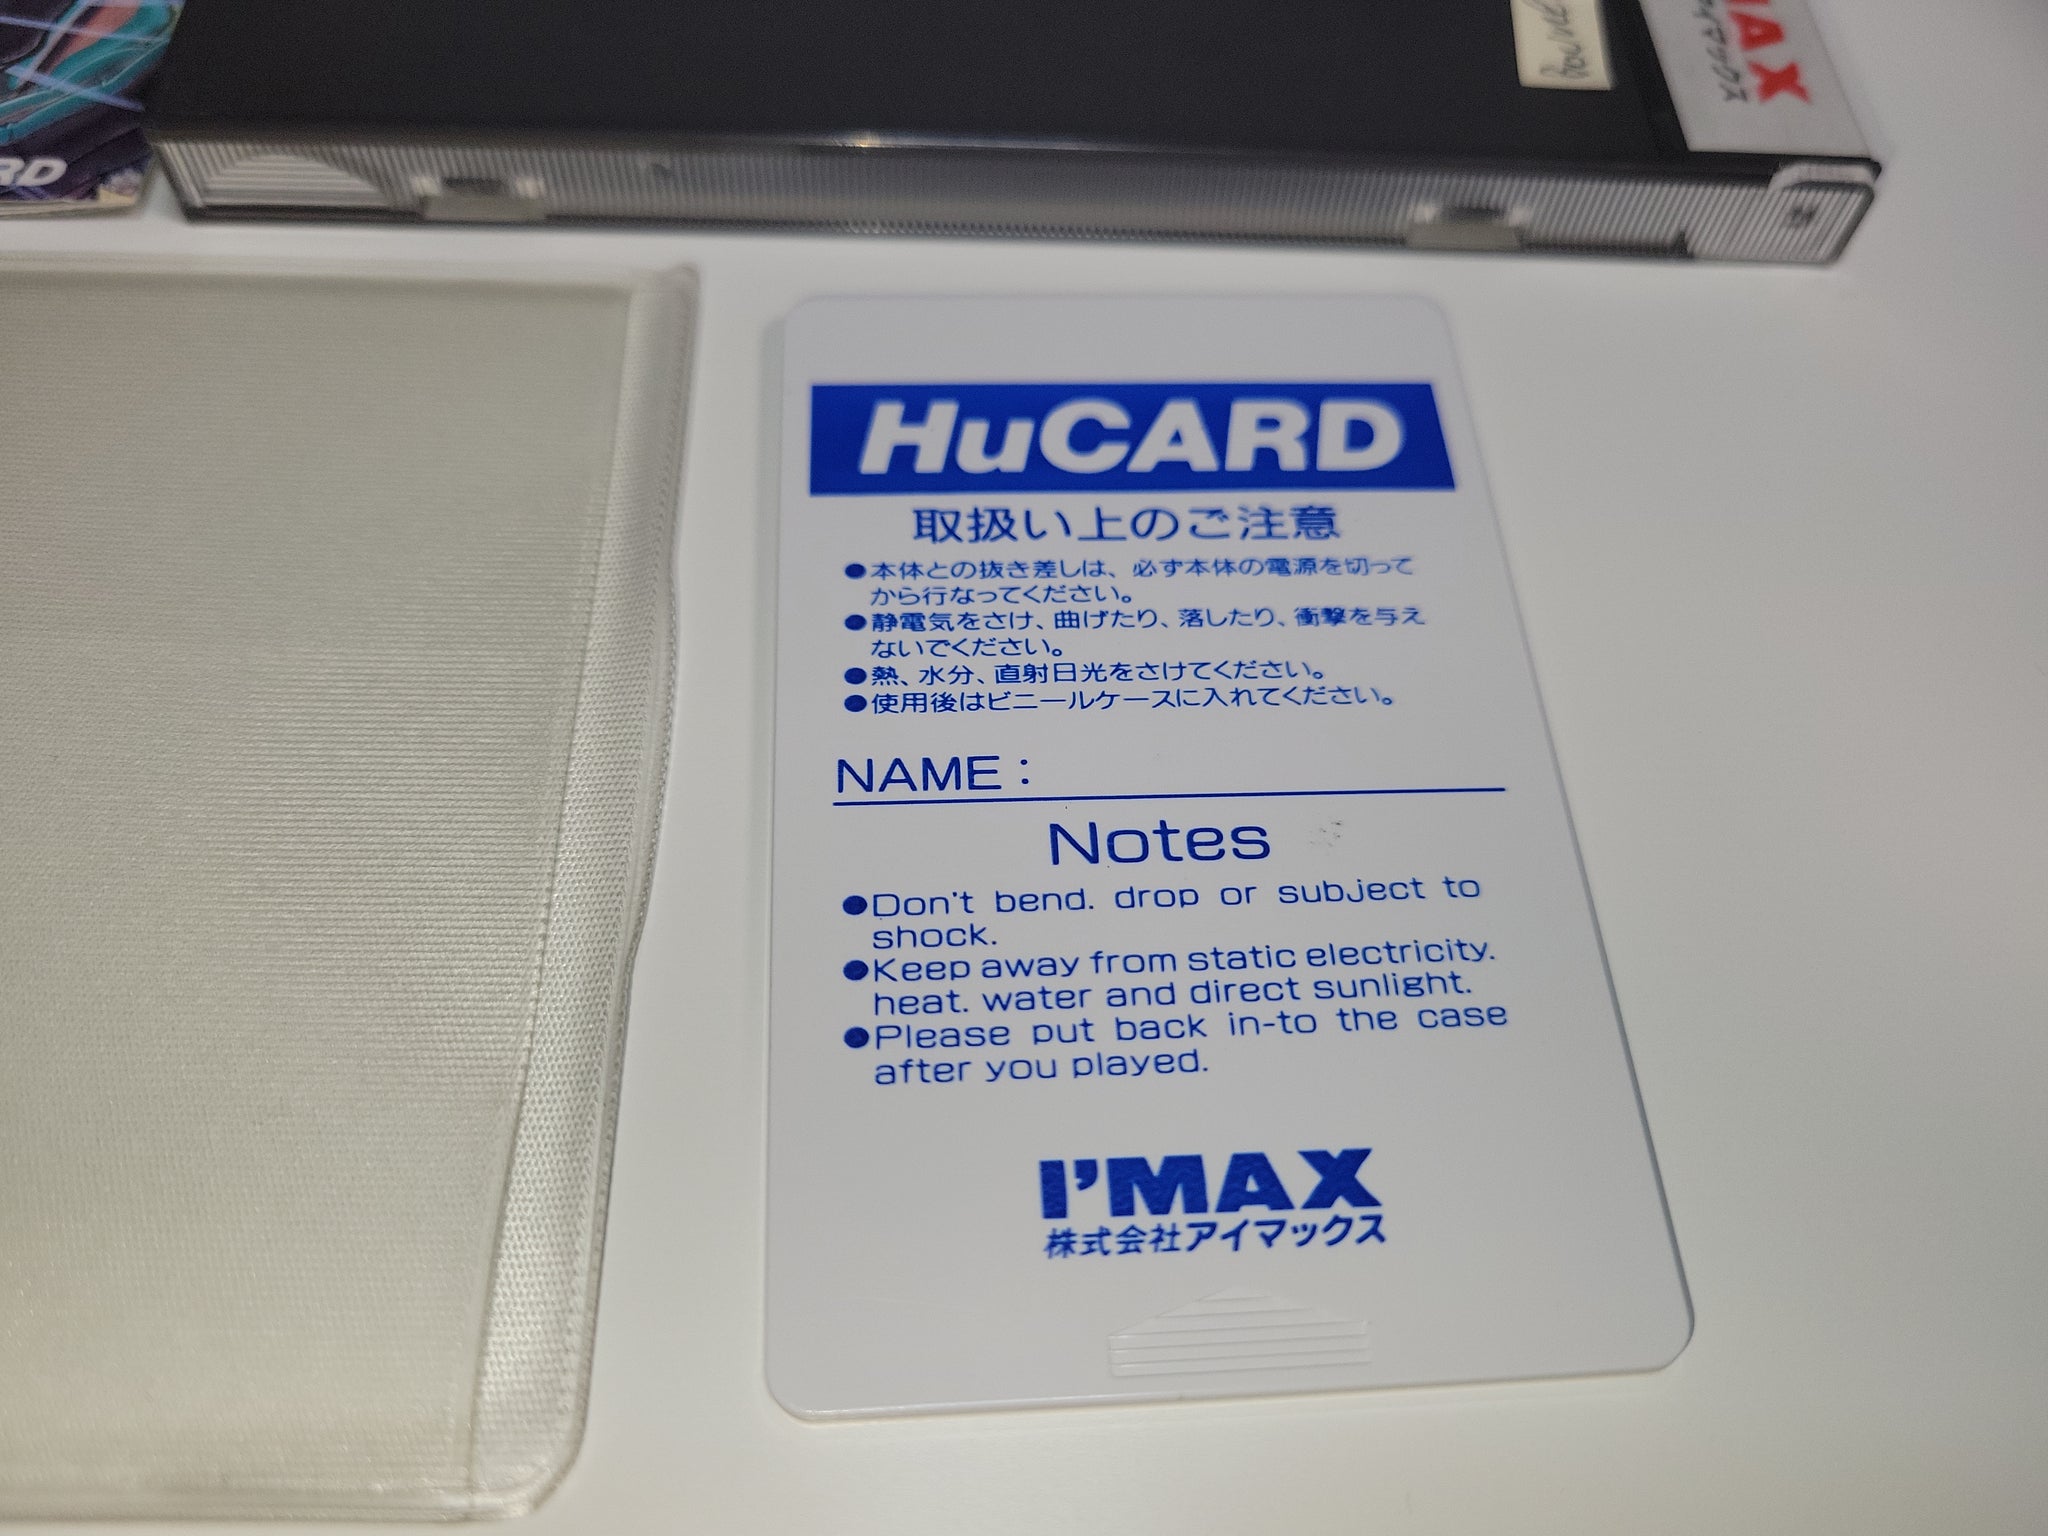 AX
マックス
RD
HuCARD
取扱い上のご注意
●本体との抜き差しは、必ず本体の電源を切って
から行なってください。
●静電気をさけ、曲げたり、落したり、衝撃を与え
ないでください。
●熱、水分、直射日光をさけてください。
●使用後はビニールケースに入れてください。
NAME:
Notes
●Don't bend. drop or subject to
shock.
●Keep away from static electricity.
heat. water and direct sunlight.
●Please put back in-to the case
after you played.
I'MAX
株式会社アイマックス